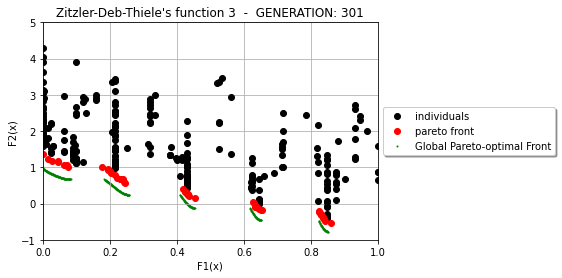 Zitzler-Deb-Thiele's function 3 - GENERATION: 301
5
4
3
2
1
0
−1
F2(x)
0.0 0.2 0.4 0.6 0.8 1.0
F1(x)
individuals
pareto front
Global Pareto-optimal Front